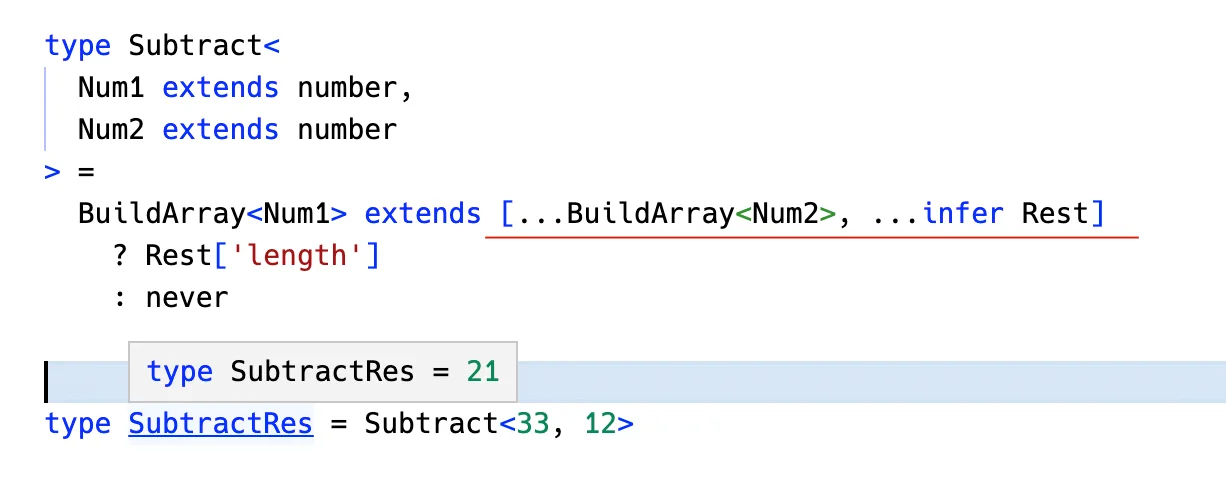 type Subtract<
  Num1 extends number,
  Num2 extends number
> =
  BuildArray<Num1> extends [...BuildArray<Num2>, ...infer Rest]
    ? Rest['length']
    : never
type SubtractRes = 21
type SubtractRes = Subtract<33, 12>